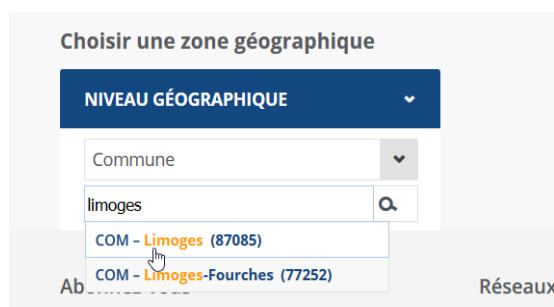 Choisir une zone géographique
NIVEAU GÉOGRAPHIQUE
Commune
limoges
COM – Limoges (87085)
COM – Limoges-Fourches (77252)
Réseaux